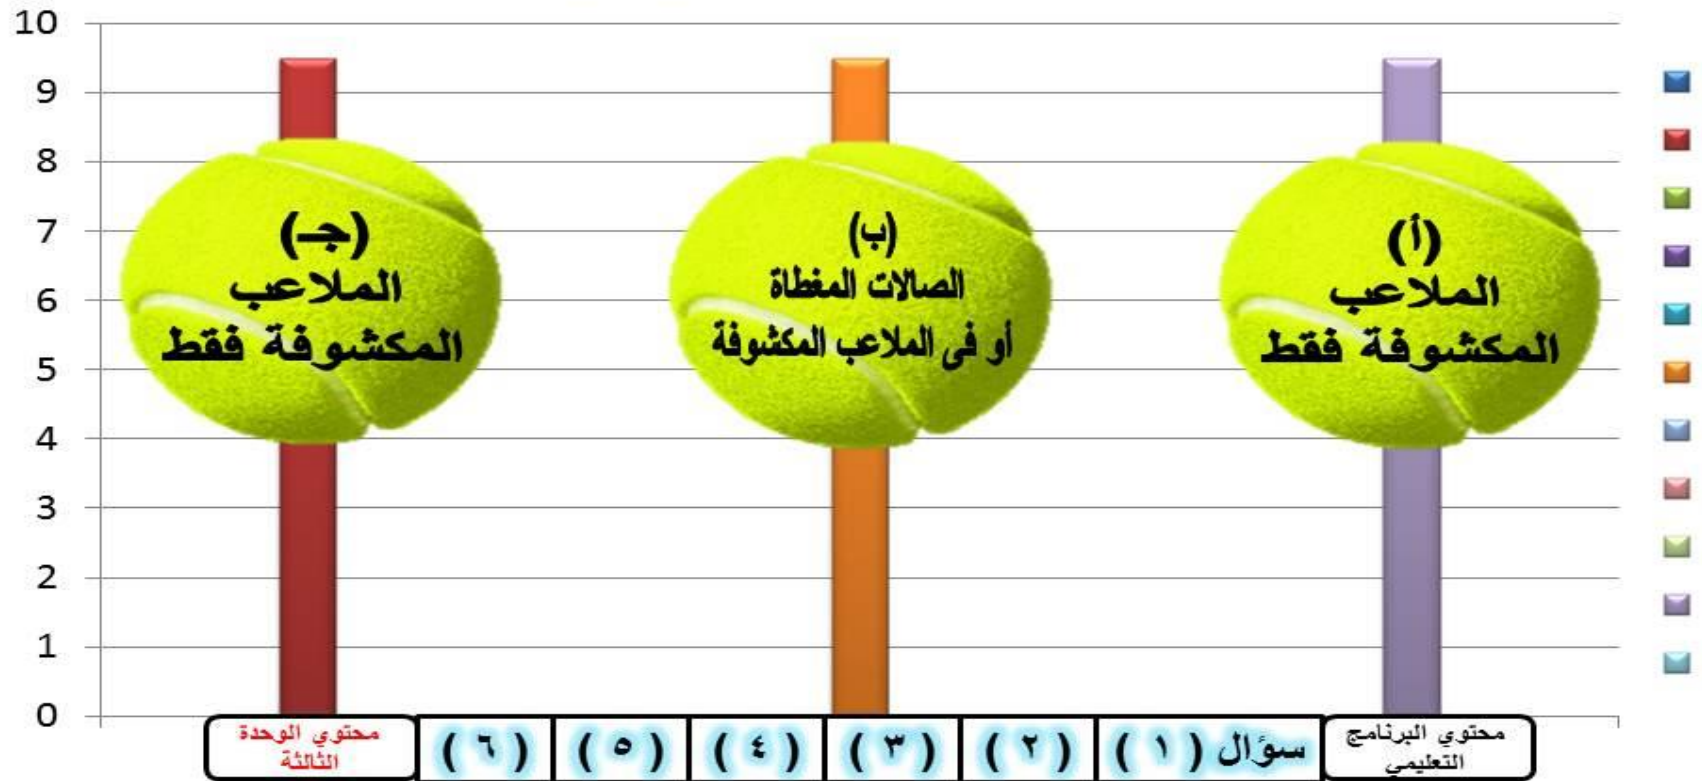 10
9
8
7
6
5
4
3
2
1
0
(أ)
الملاعب
المكشوفة فقط
(ب)
الصالات المغطاة
أو فى الملاعب المكشوفة
(جـ)
الملاعب
المكشوفة فقط
محتوي البرنامج
التعليمي
سؤال ( ١ )
( ٢ )
( ٣ )
( ٤ )
( ٥ )
( ٦ )
محتوي الوحدة
الثالثة